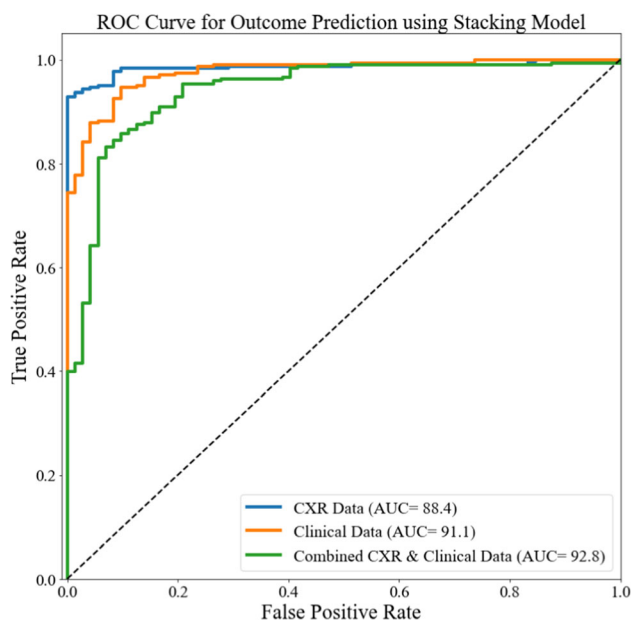 ROC Curve for Outcome Prediction using Stacking Model
True Positive Rate
1.0
0.8
0.6
0.4
0.2
0.0
CXR Data (AUC= 88.4)
Clinical Data (AUC= 91.1)
Combined CXR & Clinical Data (AUC= 92.8)
0.0 0.2 0.4 0.6 0.8 1.0
False Positive Rate